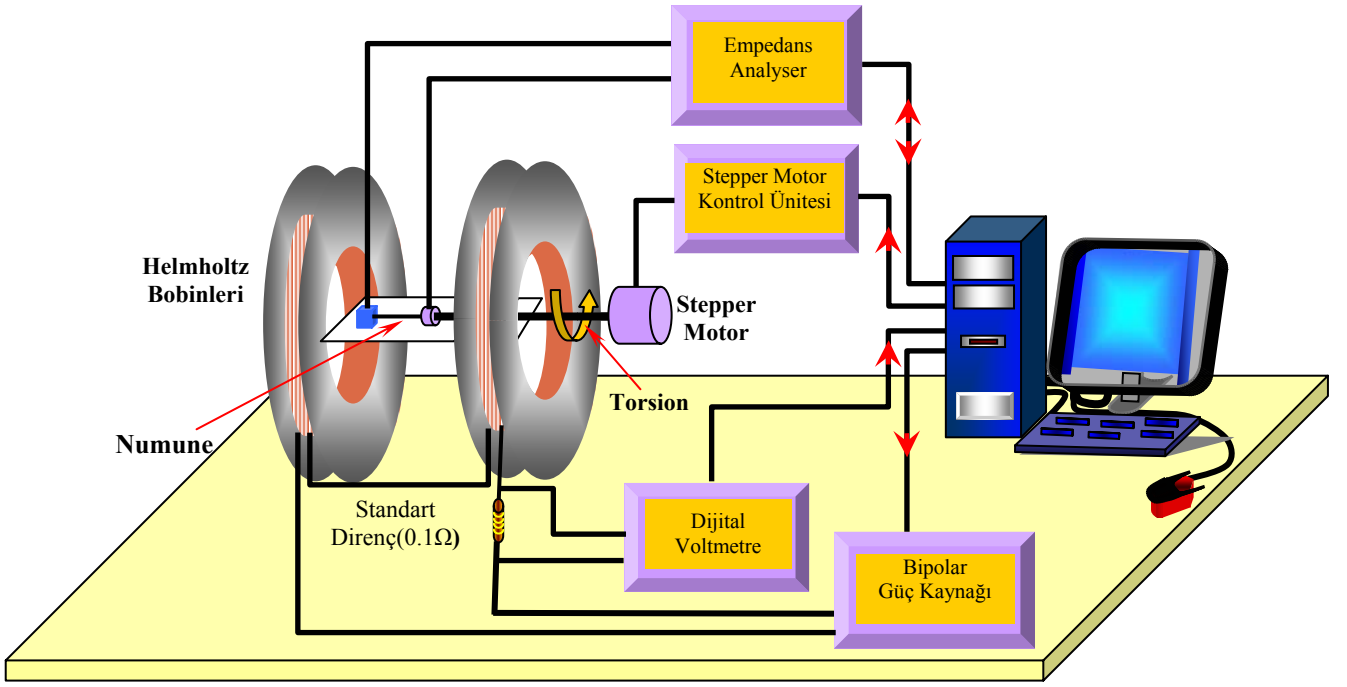 Empedans
Analyser
Stepper Motor
Kontrol Ünitesi
Helmholtz
Bobinleri
Stepper
Motor
Torsion
Numune
Standart
Direnç(0.1Ω)
Dijital
Voltmetre
Bipolar
Güç Kaynağı